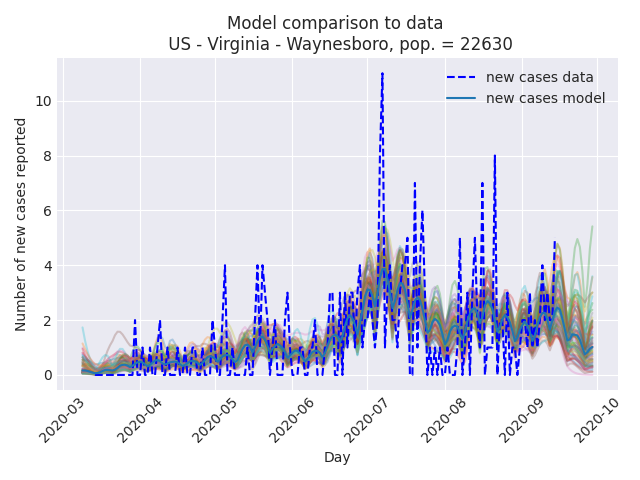 Model comparison to data
US - Virginia - Waynesboro, pop. = 22630
Number of new cases reported
10
8
6
4
2
0
new cases data
new cases model
2020-03
2020-04
2020-05
2020-06
2020-07
2020-08
2020-09
2020-10
Day